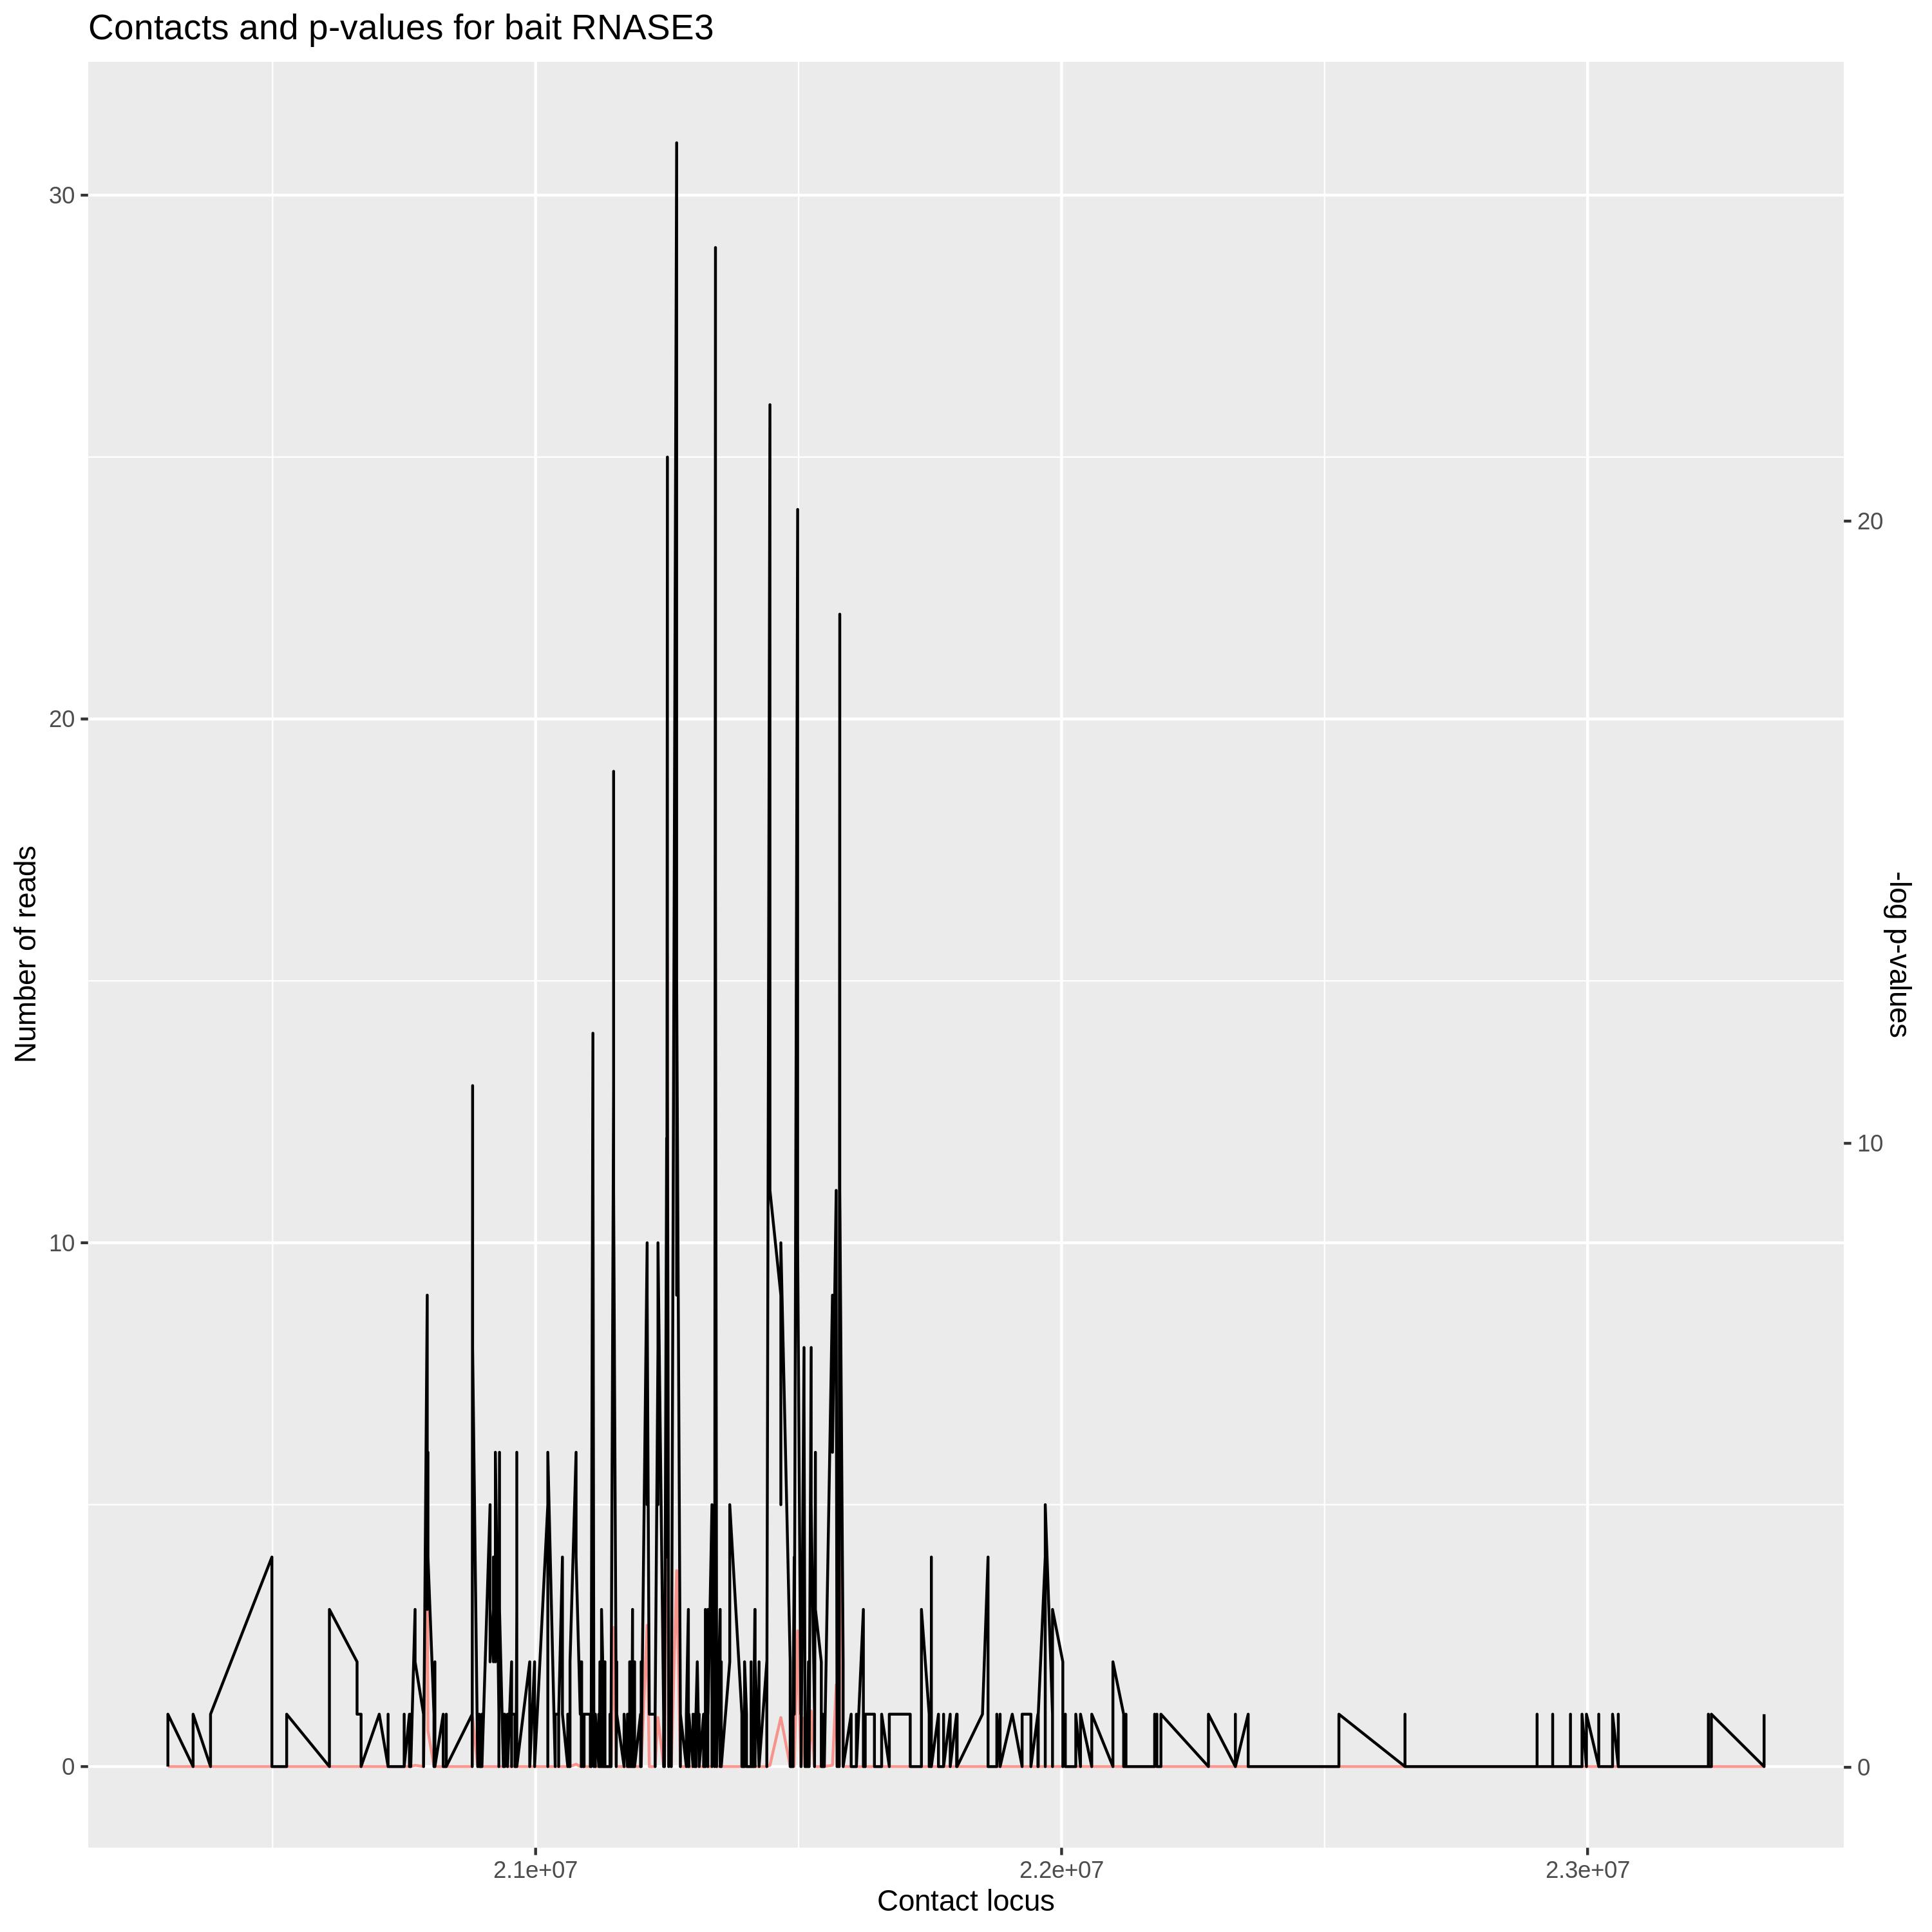 Contacts and p-values for bait RNASE3
30
20
10
0
20
10
0
Number of reads
-log p-values
2.1e+07 2.2e+07 2.3e+07
Contact locus